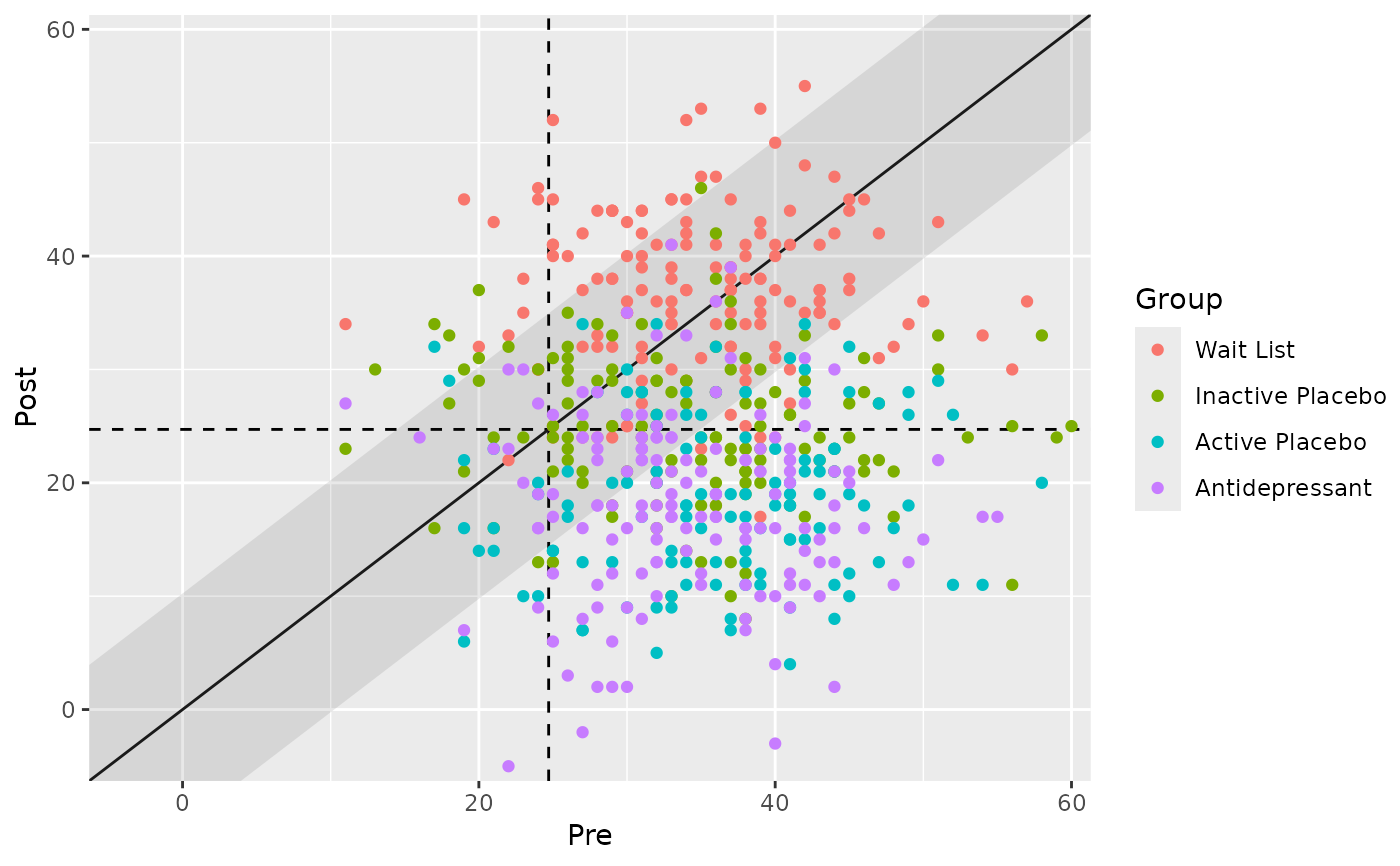 60
40
20
0
Post
0 20 40 60
Pre
Group
Wait List
Inactive Placebo
Active Placebo
Antidepressant